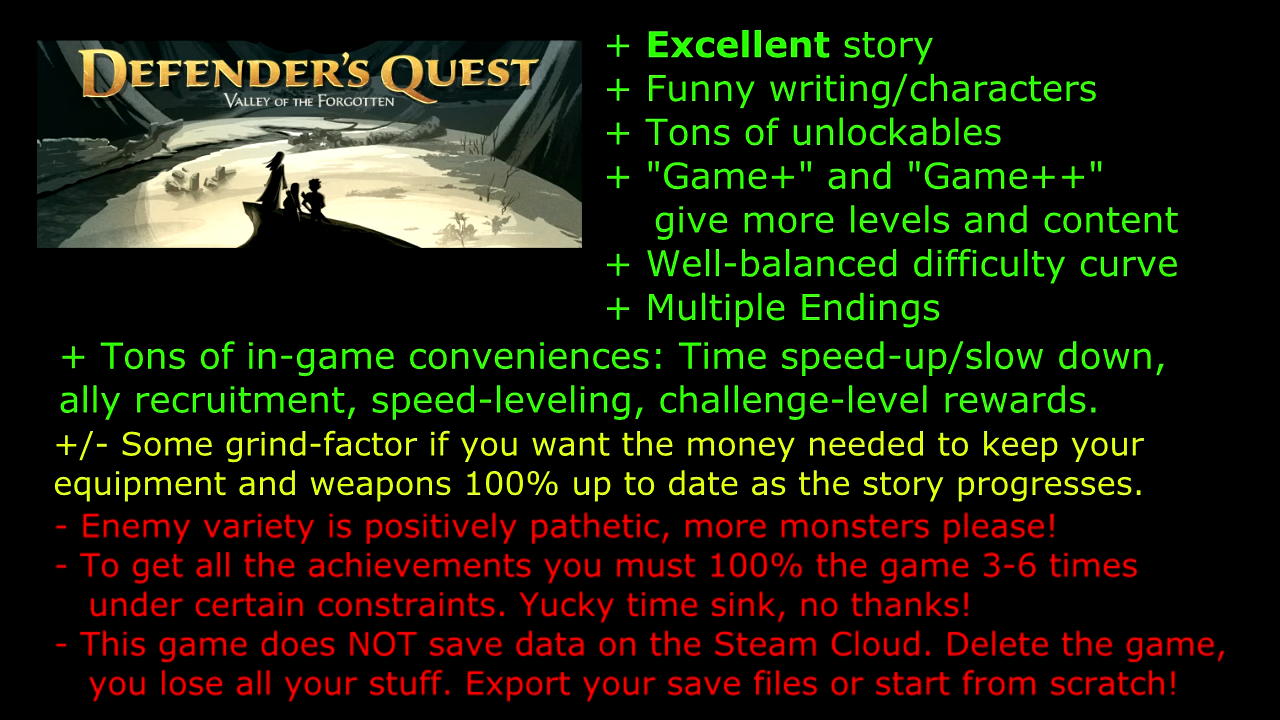 DEFENDER'S QUEST
VALLEY OF THE FORGOTTEN
+ Excellent story
+ Funny writing/characters
+ Tons of unlockables
+ "Game+" and "Game++"
give more levels and content
+ Well-balanced difficulty curve
+ Multiple Endings
+ Tons of in-game conveniences: Time speed-up/slow down,
ally recruitment, speed-leveling, challenge-level rewards.
+/- Some grind-factor if you want the money needed to keep your
equipment and weapons 100% up to date as the story progresses.
- Enemy variety is positively pathetic, more monsters please!
- To get all the achievements you must 100% the game 3-6 times
under certain constraints. Yucky time sink, no thanks!
- This game does NOT save data on the Steam Cloud. Delete the game,
you lose all your stuff. Export your save files or start from scratch!